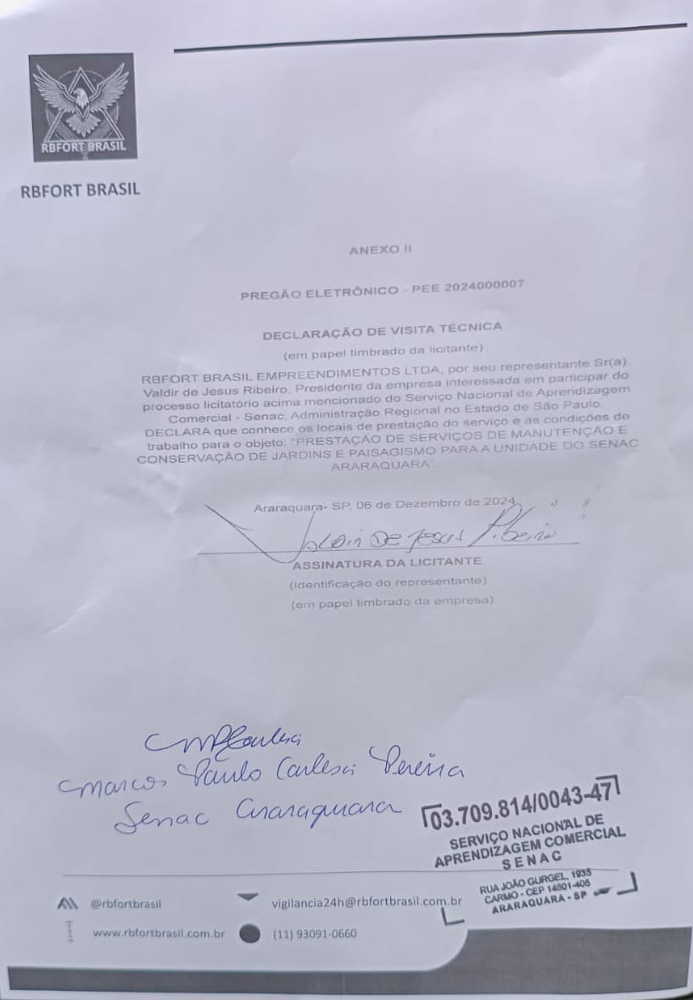 RBFORT BRASIL
RBFORT BRASIL
ANEXO II
PREGÃO ELETRÔNICO - PEE 2024000007
DECLARAÇÃO DE VISITA TÉCNICA
(em papel timbrado da licitante)
RBFORT BRASIL EMPREENDIMENTOS LTDA, por seu representante Sr(a).
Valdir de Jesus Ribeiro, Presidente da empresa interessada em participar do
processo licitatório acima mencionado do Serviço Nacional de Aprendizagem
Comercial - Senac, Administração Regional no Estado de São Paulo,
DECLARA que conhece os locais de prestação do serviço e as condições de
trabalho para o objeto: "PRESTAÇÃO DE SERVIÇOS DE MANUTENÇÃO E
CONSERVAÇÃO DE JARDINS E PAISAGISMO PARA A UNIDADE DO SENAC
ARARAQUARA".
Araraquara- SP, 06 de Dezembro de 2024
Valdir De Jesus Ribeiro
ASSINATURA DA LICITANTE
(Identificação do representante)
(em papel timbrado da empresa)
Marcos Paulo Carlesci Pereira
Senac Araraquara
03.709.814/0043-47
SERVIÇO NACIONAL DE
APRENDIZAGEM COMERCIAL
SENAC
RUA JOÃO GURGEL, 1935
CARMO - CEP 14801-405
ARARAQUARA - SP
@rbfortbrasil
vigilancia24h@rbfortbrasil.com.br
www.rbfortbrasil.com.br
(11) 93091-0660